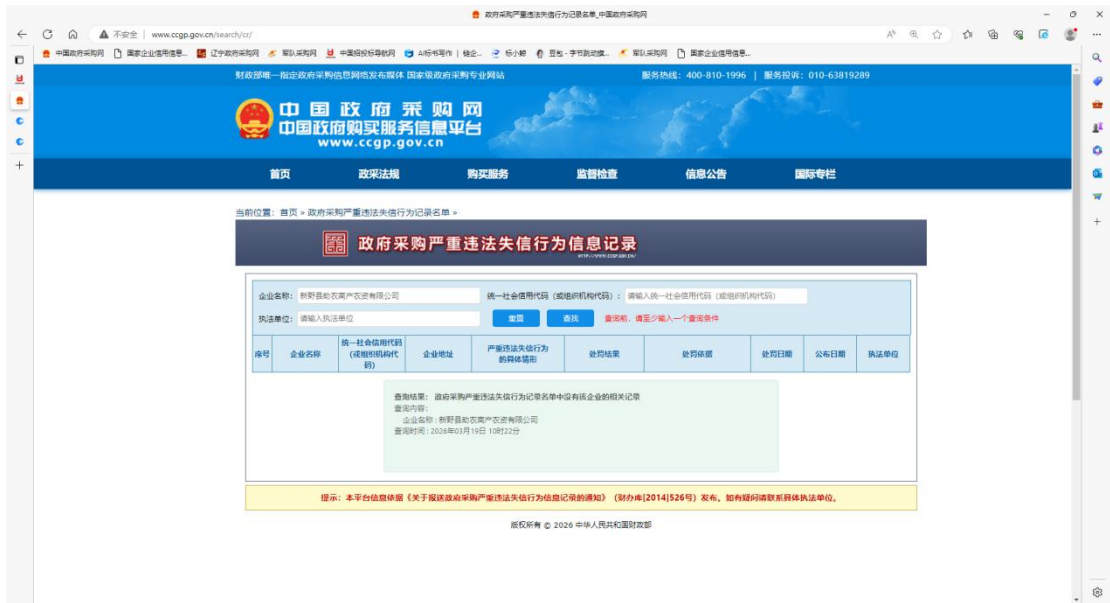 政府采购严重违法失信行为记录名单_中国政府采购网
不安全 | www.ccgp.gov.cn/search/cr/
中国政府采购网 国家企业信用信息... 辽宁政府采购网 军队采购网 中国招投标导航网 AI标书写作 | 标小婷 豆包 - 字节跳动旗... 军队采购网 国家企业信用信息...
财政部唯一指定政府采购信息网络发布媒体 国家级政府采购专业网站 服务热线：400-810-1996 | 服务投诉：010-63819289
中国政府采购网
中国政府购买服务信息平台
www.ccgp.gov.cn
首页 政采法规 购买服务 监督检查 信息公告 国际专栏
当前位置：首页 » 政府采购严重违法失信行为记录名单 »
政府采购严重违法失信行为信息记录
HTTP://WWW.CCGP.GOV.CN/
企业名称： 新野县助农商产农资有限公司 统一社会信用代码（或组织机构代码）： 请输入统一社会信用代码（或组织机构代码）
执法单位： 请输入执法单位 重置 查找 查询前，请至少输入一个查询条件
序号 企业名称 统一社会信用代码（或组织机构代码） 企业地址 严重违法失信行为的具体情形 处罚结果 处罚依据 处罚日期 公布日期 执法单位
查询结果： 政府采购严重违法失信行为记录名单中没有该企业的相关记录
查询内容：
企业名称：新野县助农商产农资有限公司
查询时间：2026年03月19日 10时22分
提示：本平台信息依据《关于报送政府采购严重违法失信行为信息记录的通知》（财办库[2014]526号）发布，如有疑问请联系具体执法单位。
版权所有 © 2026 中华人民共和国财政部